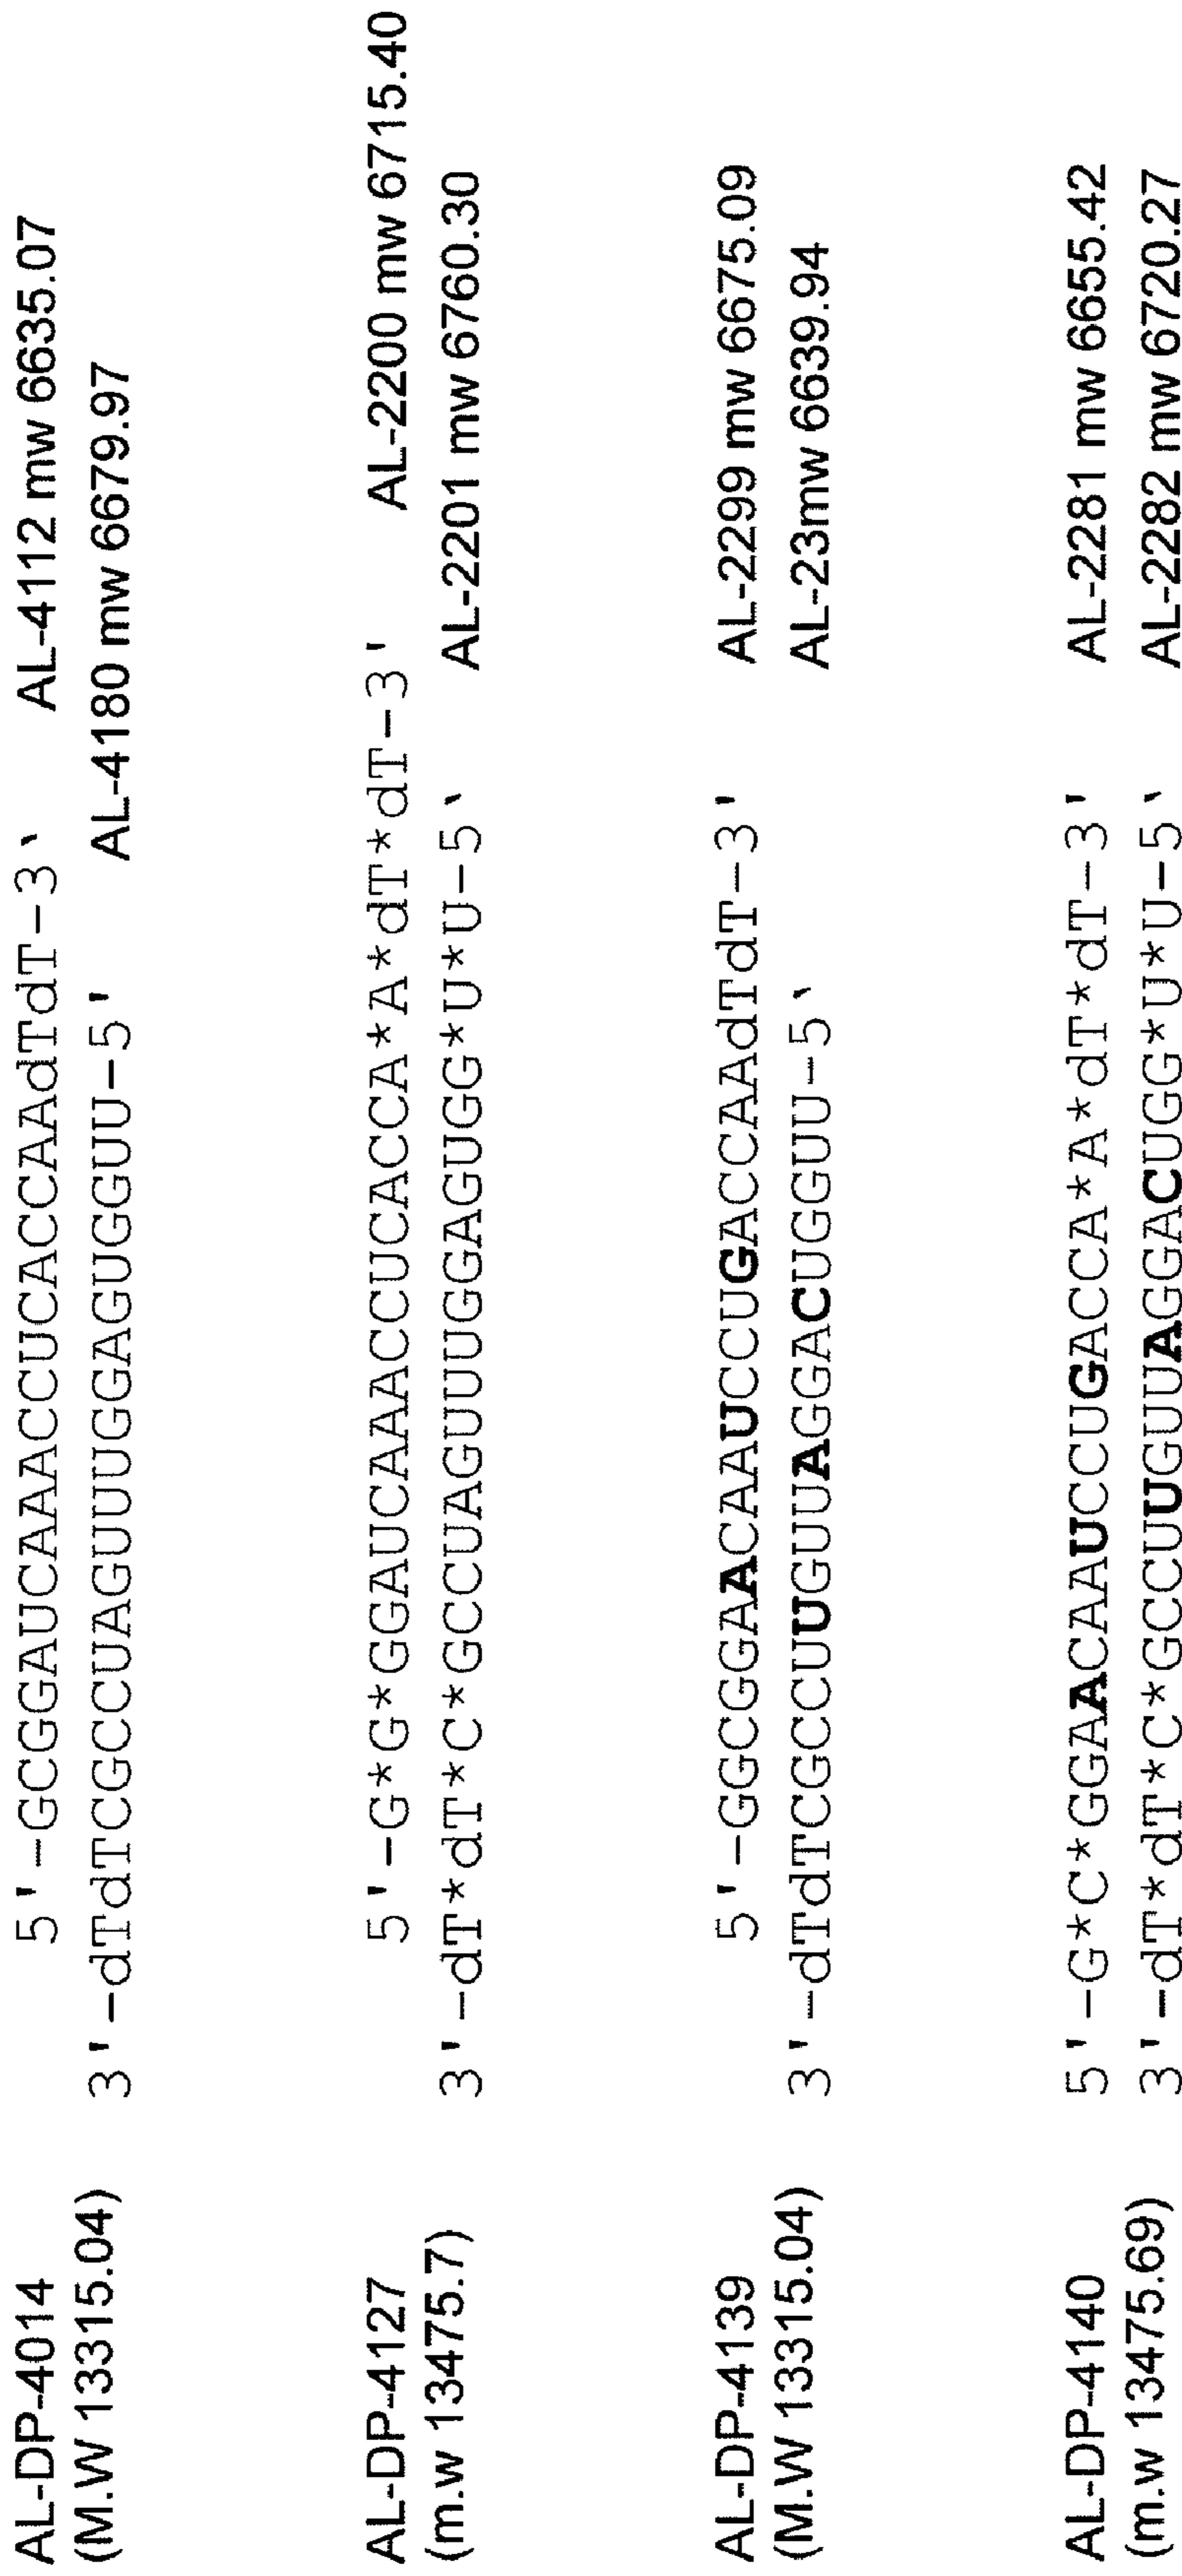 AL-DP-4014 5'-GCGGAUCAAACCUCACCAAdTdT-3` AL-4112 mw 6635.07
(M.W 13315.04) 3'-dTdTCGCCUAGUUUGGAGUGGUU-5' AL-4180 mw 6679.97
AL-DP-4127 5'-G*G*GGAUCAAACCUCACCA*A*dT*dT-3' AL-2200 mw 6715.40
(m.w 13475.7) 3'-dT*dT*C*GCCUAGUUUGGAGUGG*U*U-5` AL-2201 mw 6760.30
AL-DP-4139 5'-GGCGGAACAAUCCUGACCAAdTdT-3' AL-2299 mw 6675.09
(M.W 13315.04) 3'-dTdTCGCCUUGUUAGGACUGGUU-5` AL-23mw 6639.94
AL-DP-4140 5'-G*C*GGAACAAUCCUGACCA*A*dT*dT-3' AL-2281 mw 6655.42
(m.w 13475.69) 3'-dT*dT*C*GCCUUGUUAGGACUGG*U*U-5` AL-2282 mw 6720.27